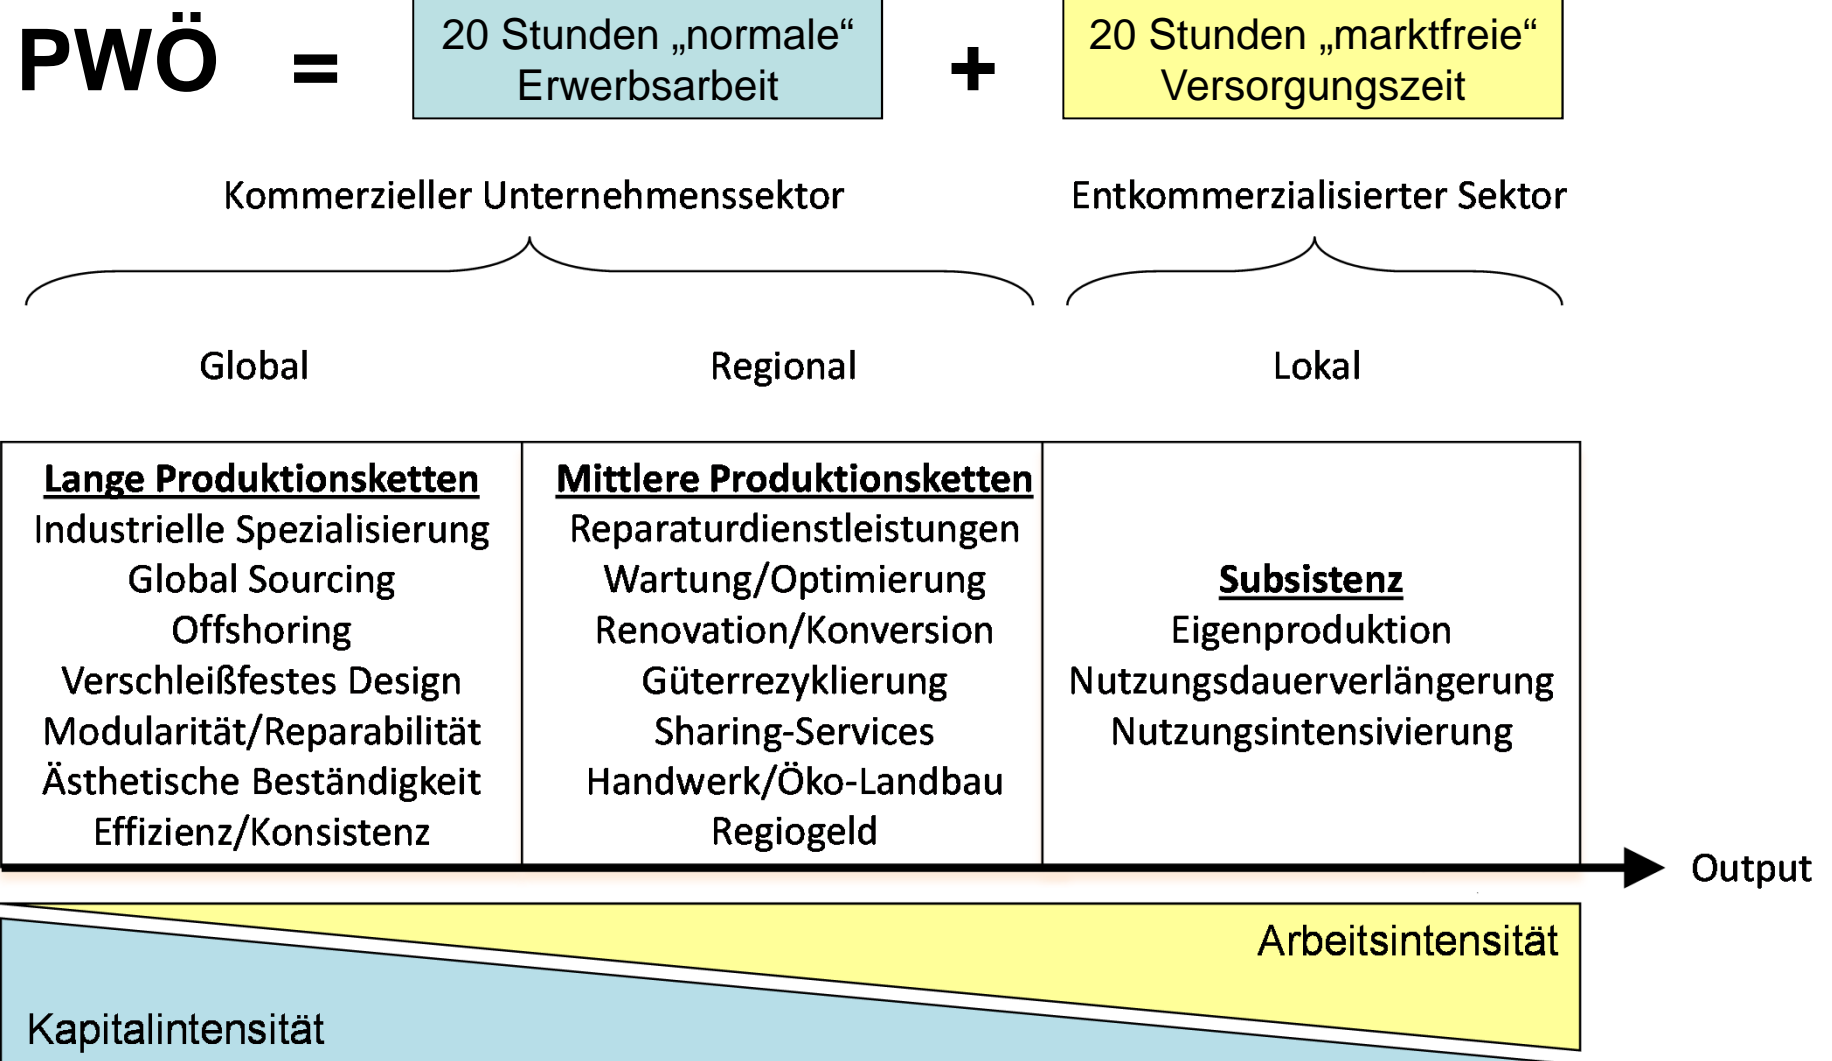 PWÖ = 20 Stunden „normale“ + 20 Stunden „marktfreie“
Erwerbsarbeit Versorgungszeit
Kommerzieller Unternehmenssektor
Entkommerzialisierter Sektor
Global
Regional
Lokal
Lange Produktionsketten
Industrielle Spezialisierung
Global Sourcing
Offshoring
Verschleißfestes Design
Modularität/Reparabilität
Ästhetische Beständigkeit
Effizienz/Konsistenz
Mittlere Produktionsketten
Reparaturdienstleistungen
Wartung/Optimierung
Renovation/Konversion
Güterrezyklierung
Sharing-Services
Handwerk/Öko-Landbau
Regiogeld
Subsistenz
Eigenproduktion
Nutzungsdauerverlängerung
Nutzungsintensivierung
Output
Arbeitsintensität
Kapitalintensität